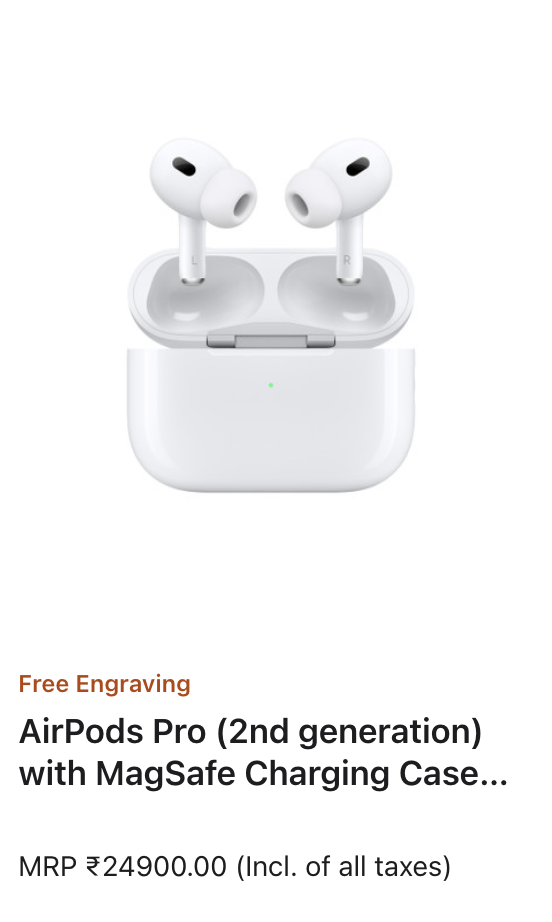 L
R
Free Engraving
AirPods Pro (2nd generation)
with MagSafe Charging Case...
MRP ₹24900.00 (Incl. of all taxes)